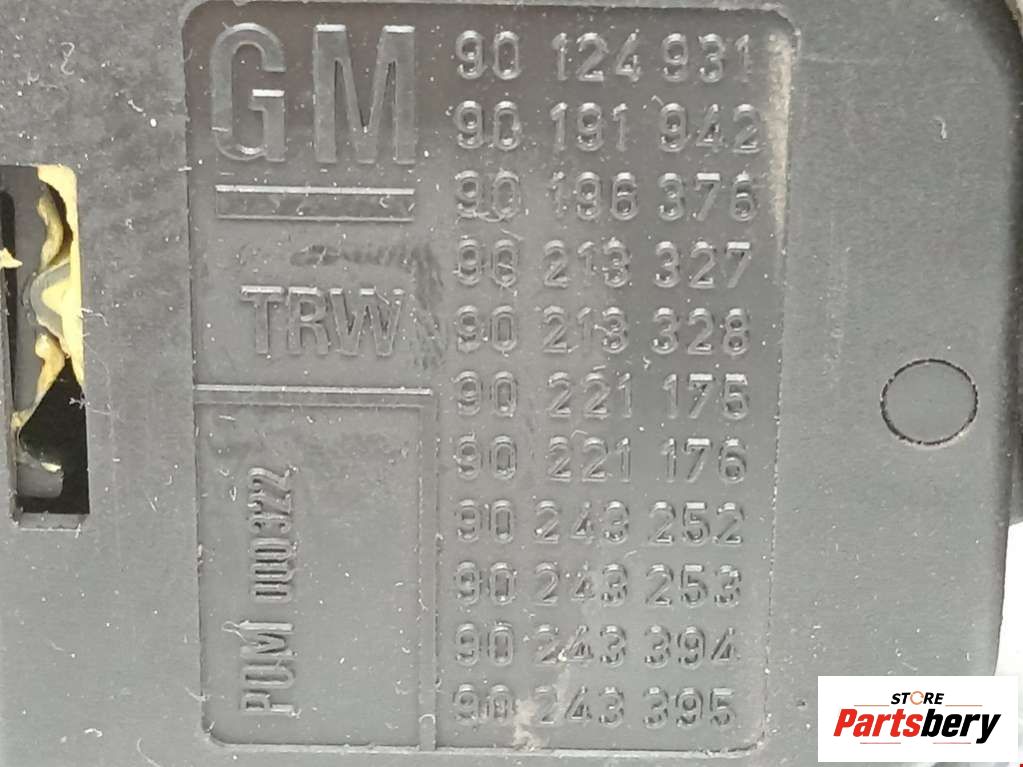 GM
TRW
90 124 931
90 191 942
90 196 376
90 213 327
90 213 328
90 221 175
90 221 176
90 243 252
90 243 253
90 243 394
90 243 395
POM 000322
STORE
Partsbery